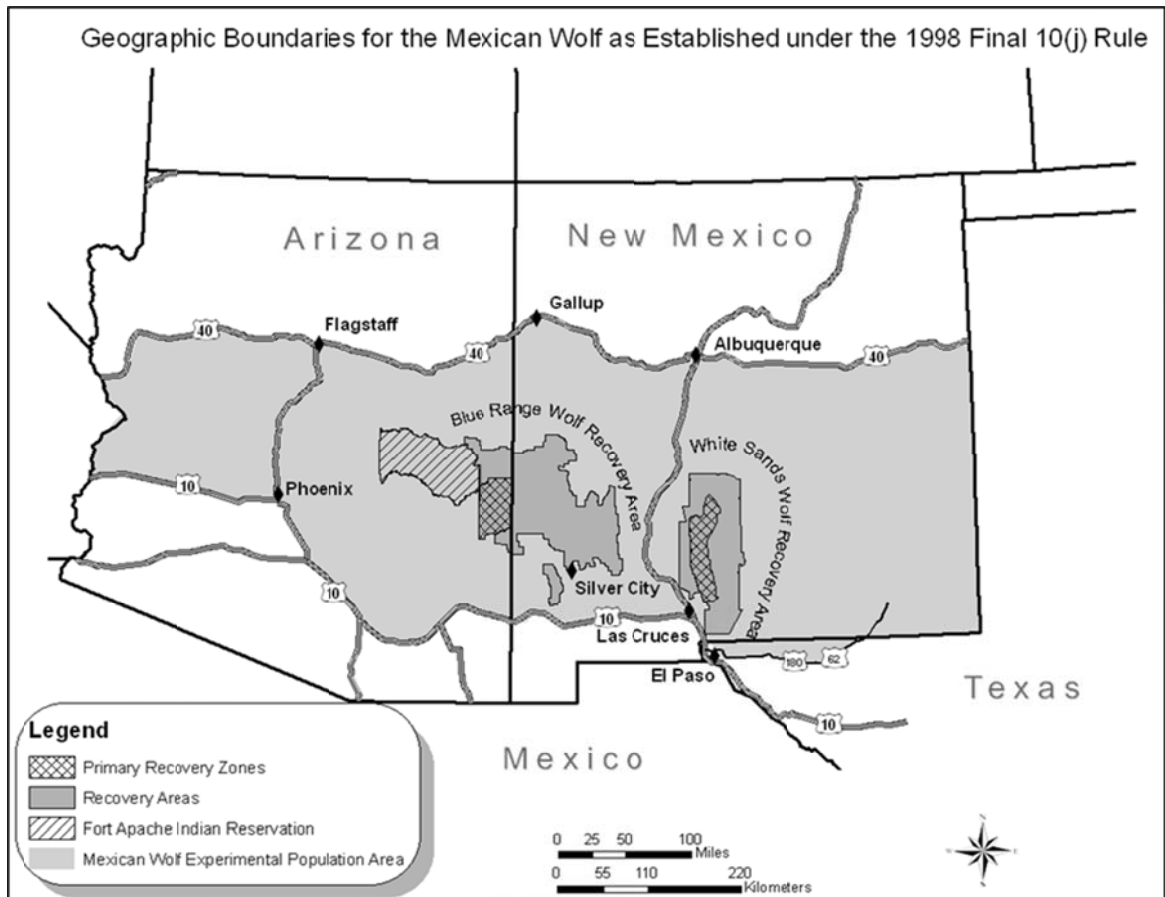 Geographic Boundaries for the Mexican Wolf as Established under the 1998 Final 10(j) Rule
Arizona
New Mexico
Gallup
Flagstaff
40
40
Albuquerque
40
Blue Range Wolf Recovery Area
White Sands Wolf Recovery Area
10
Phoenix
Silver City
10
10
Las Cruces
El Paso
180
62
Texas
10
Mexico
Legend
Primary Recovery Zones
Recovery Areas
Fort Apache Indian Reservation
Mexican Wolf Experimental Population Area
0 25 50 100
Miles
0 55 110 220
Kilometers